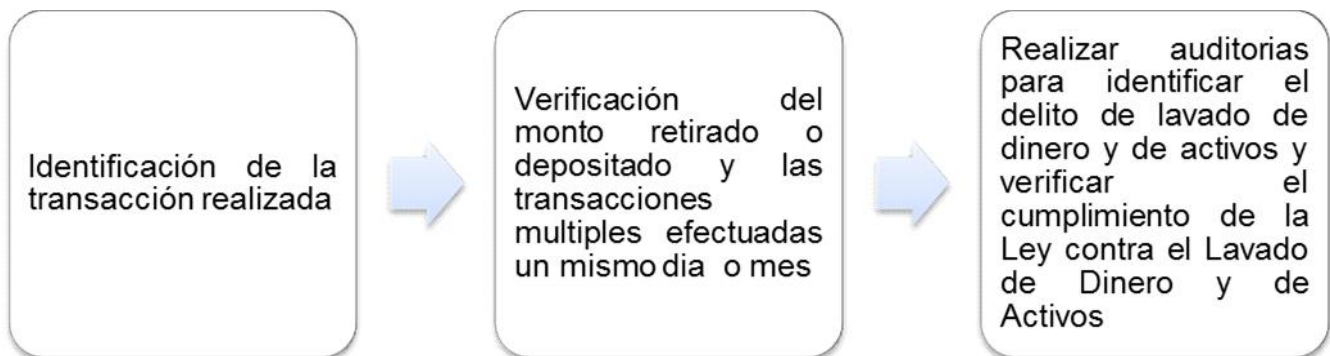 Identificación de la
transacción realizada
Verificación del
monto retirado o
depositado y las
transacciones
multiples efectuadas
un mismo dia o mes
Realizar auditorias
para identificar el
delito de lavado de
dinero y de activos y
verificar el
cumplimiento de la
Ley contra el Lavado
de Dinero y de
Activos